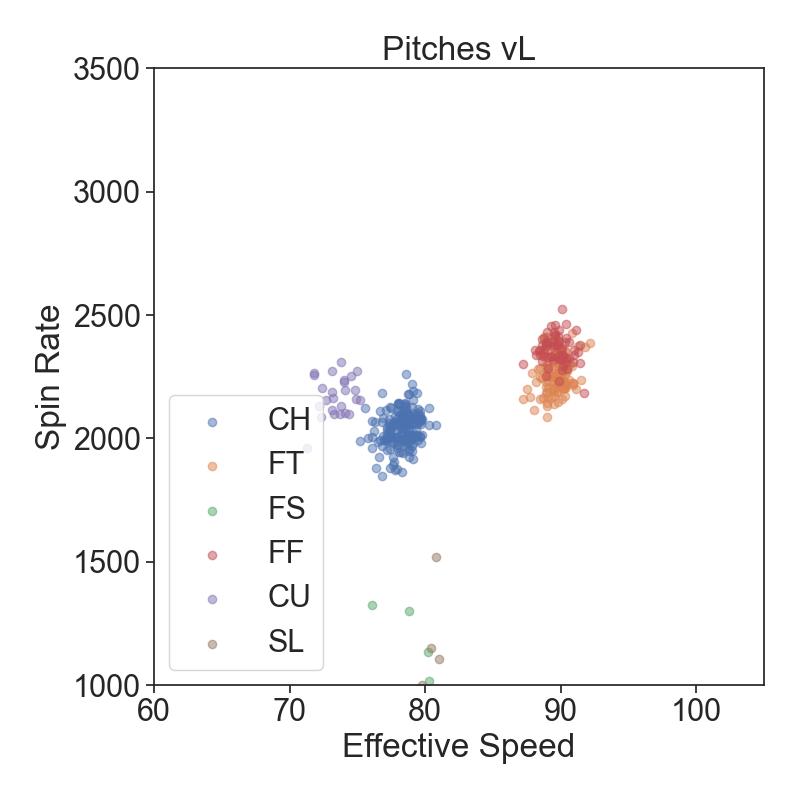 Pitches vL
3500
3000
2500
2000
1500
1000
Spin Rate
CH
FT
FS
FF
CU
SL
60 70 80 90 100
Effective Speed